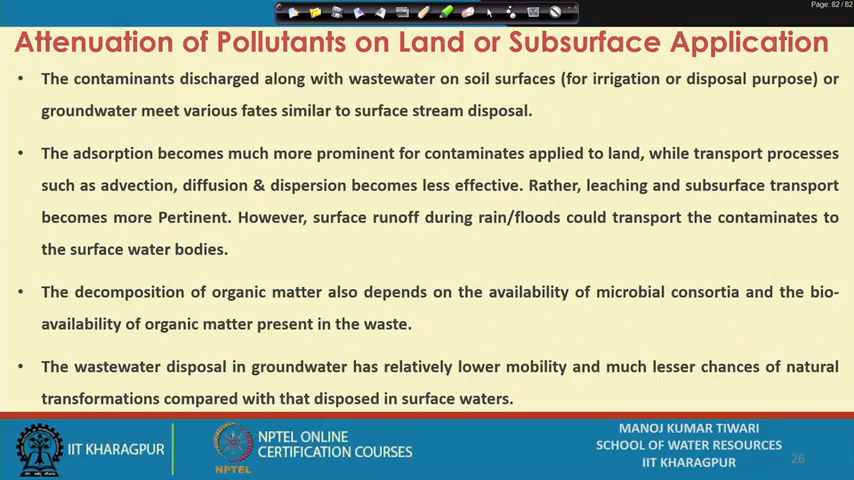 Page: 82 / 82
Attenuation of Pollutants on Land or Subsurface Application
• The contaminants discharged along with wastewater on soil surfaces (for irrigation or disposal purpose) or
groundwater meet various fates similar to surface stream disposal.
• The adsorption becomes much more prominent for contaminates applied to land, while transport processes
such as advection, diffusion & dispersion becomes less effective. Rather, leaching and subsurface transport
becomes more Pertinent. However, surface runoff during rain/floods could transport the contaminates to
the surface water bodies.
• The decomposition of organic matter also depends on the availability of microbial consortia and the bio-
availability of organic matter present in the waste.
• The wastewater disposal in groundwater has relatively lower mobility and much lesser chances of natural
transformations compared with that disposed in surface waters.
IIT KHARAGPUR
NPTEL
NPTEL ONLINE
CERTIFICATION COURSES
MANOJ KUMAR TIWARI
SCHOOL OF WATER RESOURCES
IIT KHARAGPUR
26